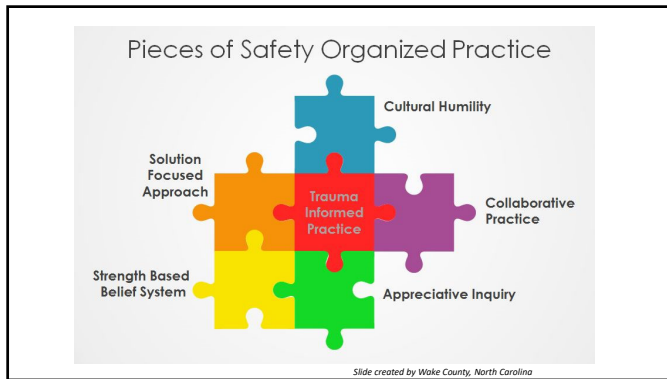 Pieces of Safety Organized Practice
Cultural Humility
Solution
Focused
Approach
Trauma
Informed
Practice
Collaborative
Practice
Strength Based
Belief System
Appreciative Inquiry
Slide created by Wake County, North Carolina